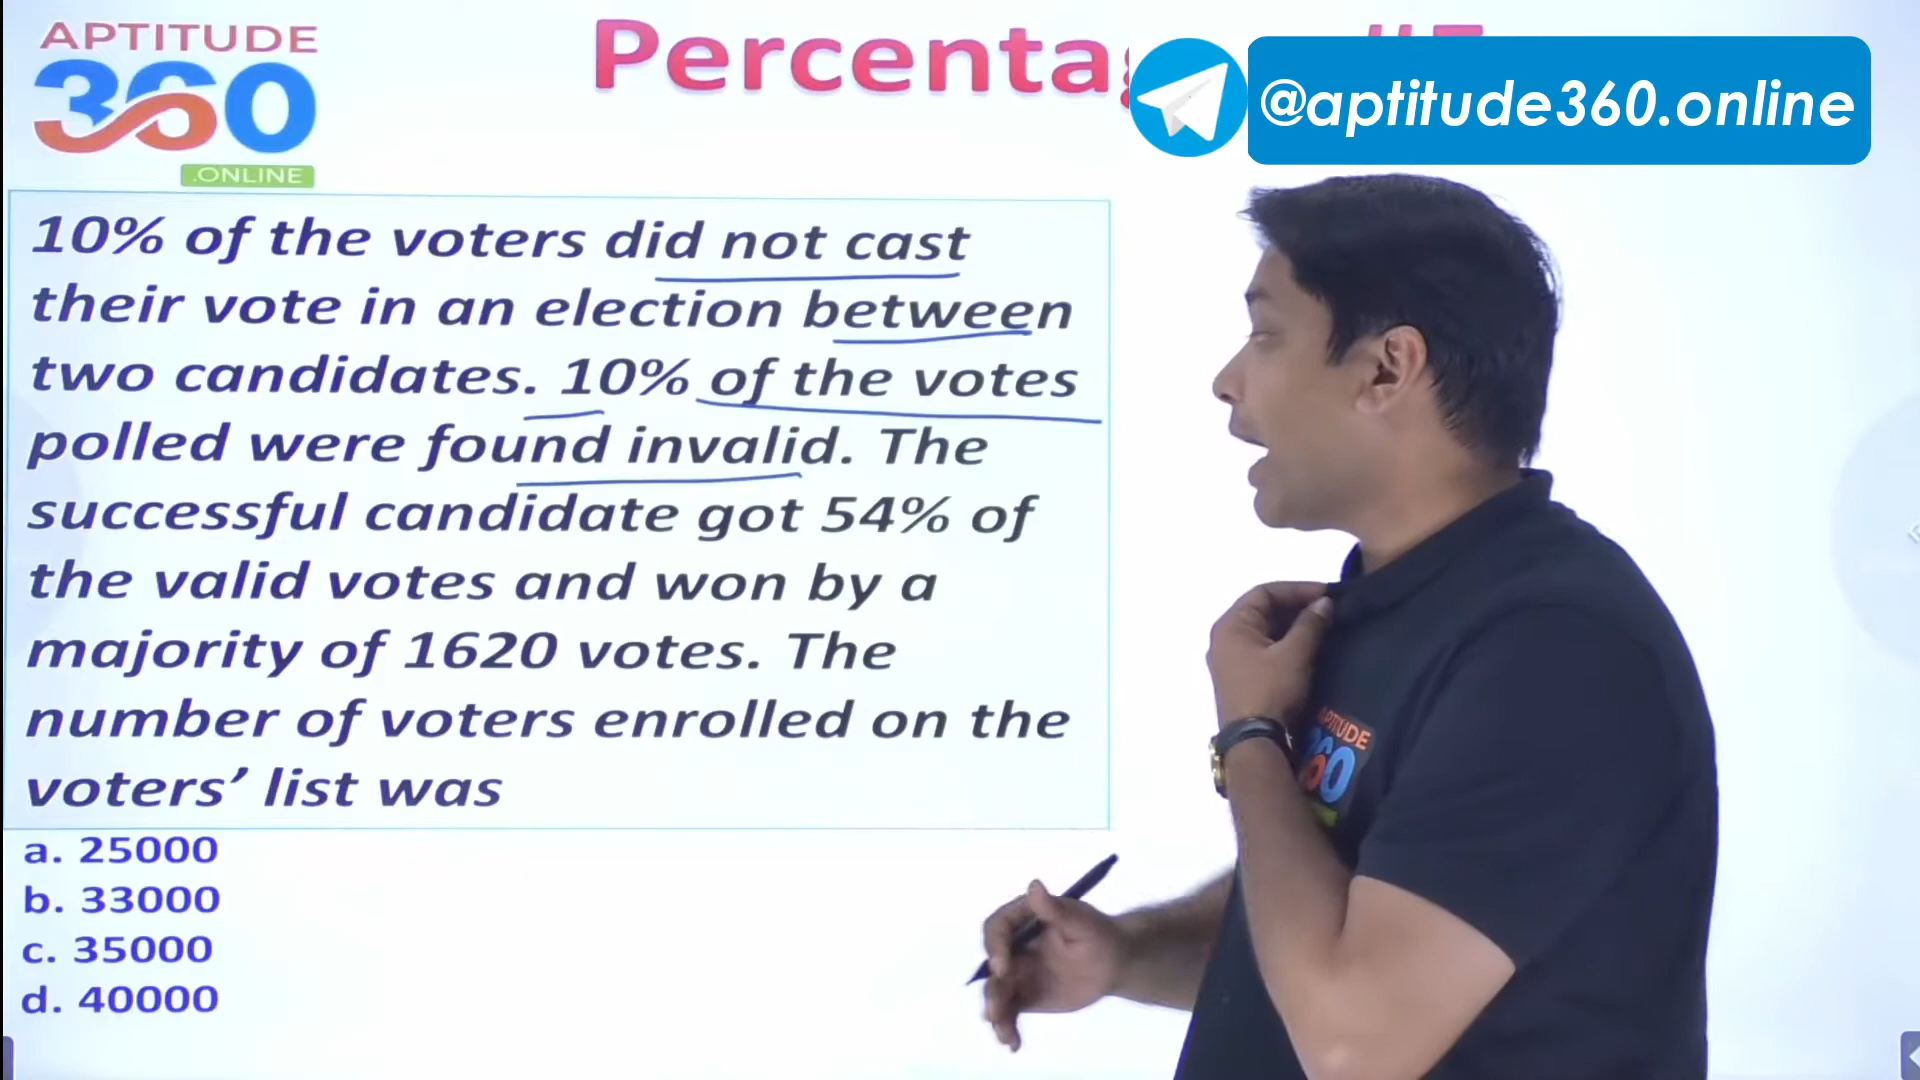 APTITUDE
360
.ONLINE
@aptitude360.online
10% of the voters did not cast
their vote in an election between
two candidates. 10% of the votes
polled were found invalid. The
successful candidate got 54% of
the valid votes and won by a
majority of 1620 votes. The
number of voters enrolled on the
voters’ list was
a. 25000
b. 33000
c. 35000
d. 40000
APTITUDE
360